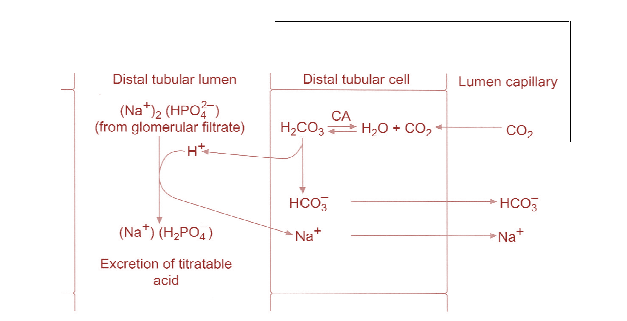 Distal tubular lumen
Distal tubular cell
Lumen capillary
(Na⁺)₂ (HPO₄²⁻)
(from glomerular filtrate)
H₂CO₃ CA H₂O + CO₂
CO₂
H⁺
HCO₃⁻
HCO₃⁻
(Na⁺) (H₂PO₄)
Na⁺
Na⁺
Excretion of titratable
acid